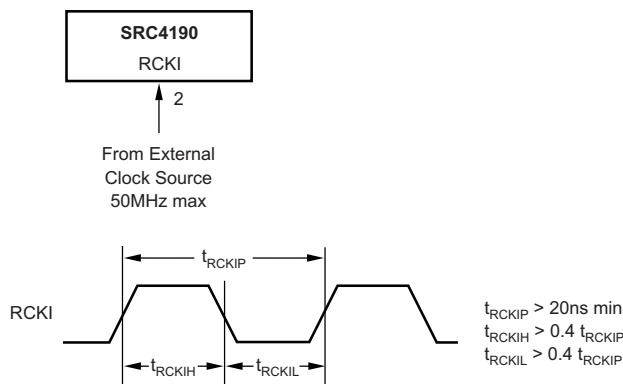 SRC4190
RCKI
2
From External
Clock Source
50MHz max
tRCKIP
RCKI
tRCKIH
tRCKIL
tRCKIP > 20ns min
tRCKIH > 0.4 tRCKIP
tRCKIL > 0.4 tRCKIP